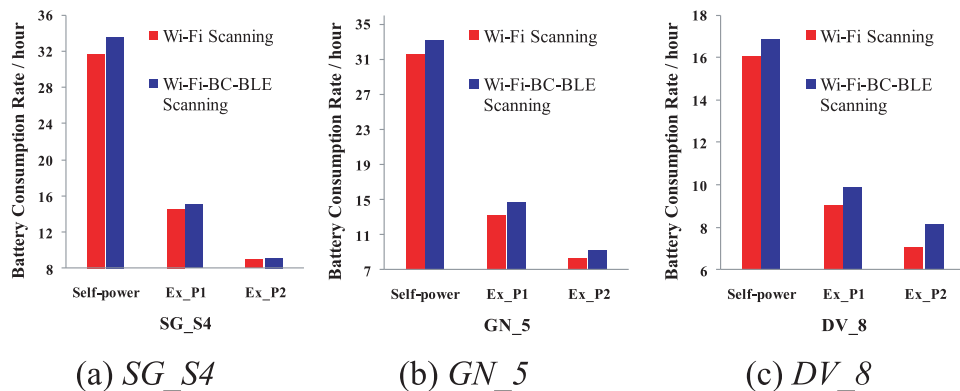 Battery Consumption Rate / hour
36
32
28
24
20
16
12
8
Wi-Fi Scanning
Wi-Fi-BC-BLE
Scanning
Self-power Ex_P1 Ex_P2
SG_S4
(a) SG_S4
Battery Consumption Rate / hour
35
31
27
23
19
15
11
7
Wi-Fi Scanning
Wi-Fi-BC-BLE
Scanning
Self-power Ex_P1 Ex_P2
GN_5
(b) GN_5
Battery Consumption Rate / hour
18
16
14
12
10
8
6
Wi-Fi Scanning
Wi-Fi-BC-BLE
Scanning
Self-power Ex_P1 Ex_P2
DV_8
(c) DV_8